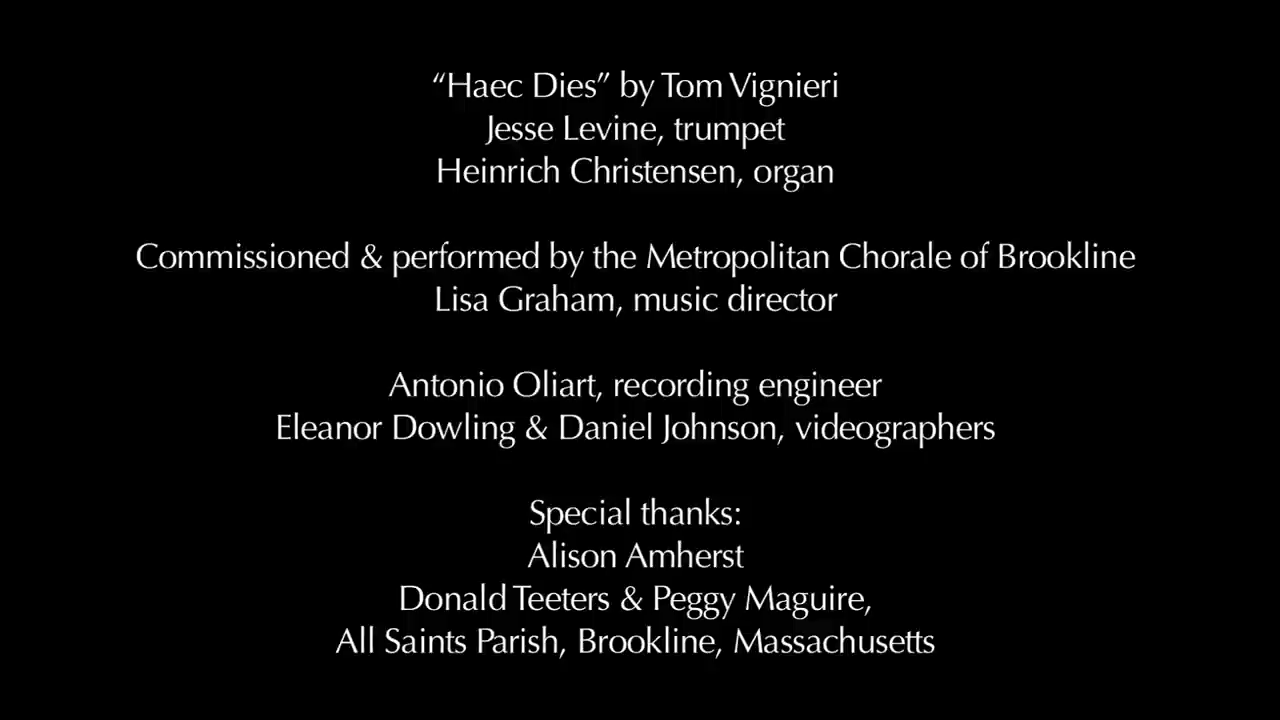 “Haec Dies” by Tom Vignieri
Jesse Levine, trumpet
Heinrich Christensen, organ
Commissioned & performed by the Metropolitan Chorale of Brookline
Lisa Graham, music director
Antonio Oliart, recording engineer
Eleanor Dowling & Daniel Johnson, videographers
Special thanks:
Alison Amherst
Donald Teeters & Peggy Maguire,
All Saints Parish, Brookline, Massachusetts